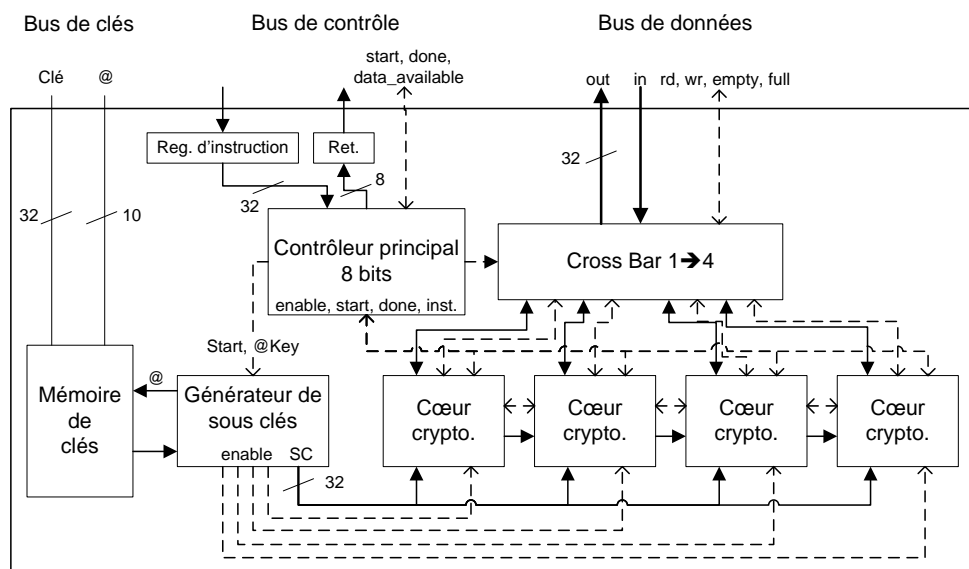 Bus de clés
Bus de contrôle
Bus de données
Clé
@
start, done,
data_available
out
in
rd, wr, empty, full
Reg. d'instruction
Ret.
32
10
32
8
32
Contrôleur principal
8 bits
enable, start, done, inst.
Cross Bar 1➔4
Start, @Key
@
Mémoire
de
clés
Générateur de
sous clés
enable
SC
32
Cœur
crypto.
Cœur
crypto.
Cœur
crypto.
Cœur
crypto.